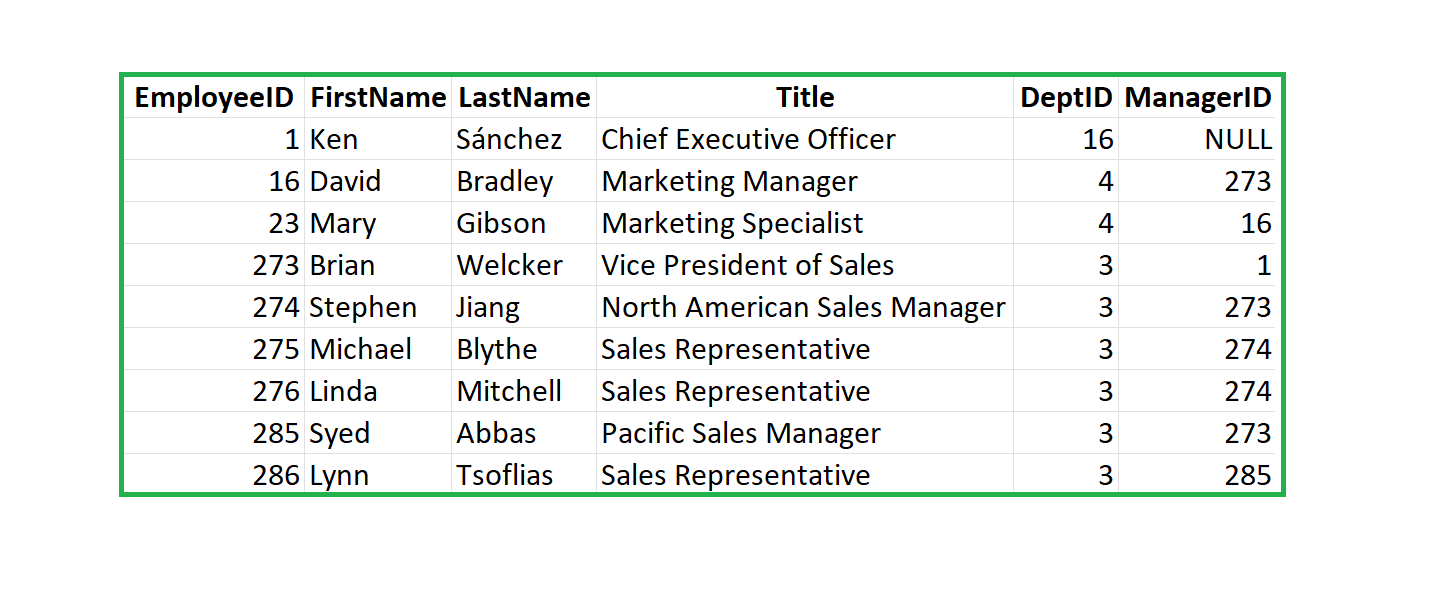 EmployeeID FirstName LastName Title DeptID ManagerID
1 Ken Sánchez Chief Executive Officer 16 NULL
16 David Bradley Marketing Manager 4 273
23 Mary Gibson Marketing Specialist 4 16
273 Brian Welcker Vice President of Sales 3 1
274 Stephen Jiang North American Sales Manager 3 273
275 Michael Blythe Sales Representative 3 274
276 Linda Mitchell Sales Representative 3 274
285 Syed Abbas Pacific Sales Manager 3 273
286 Lynn Tsoflias Sales Representative 3 285